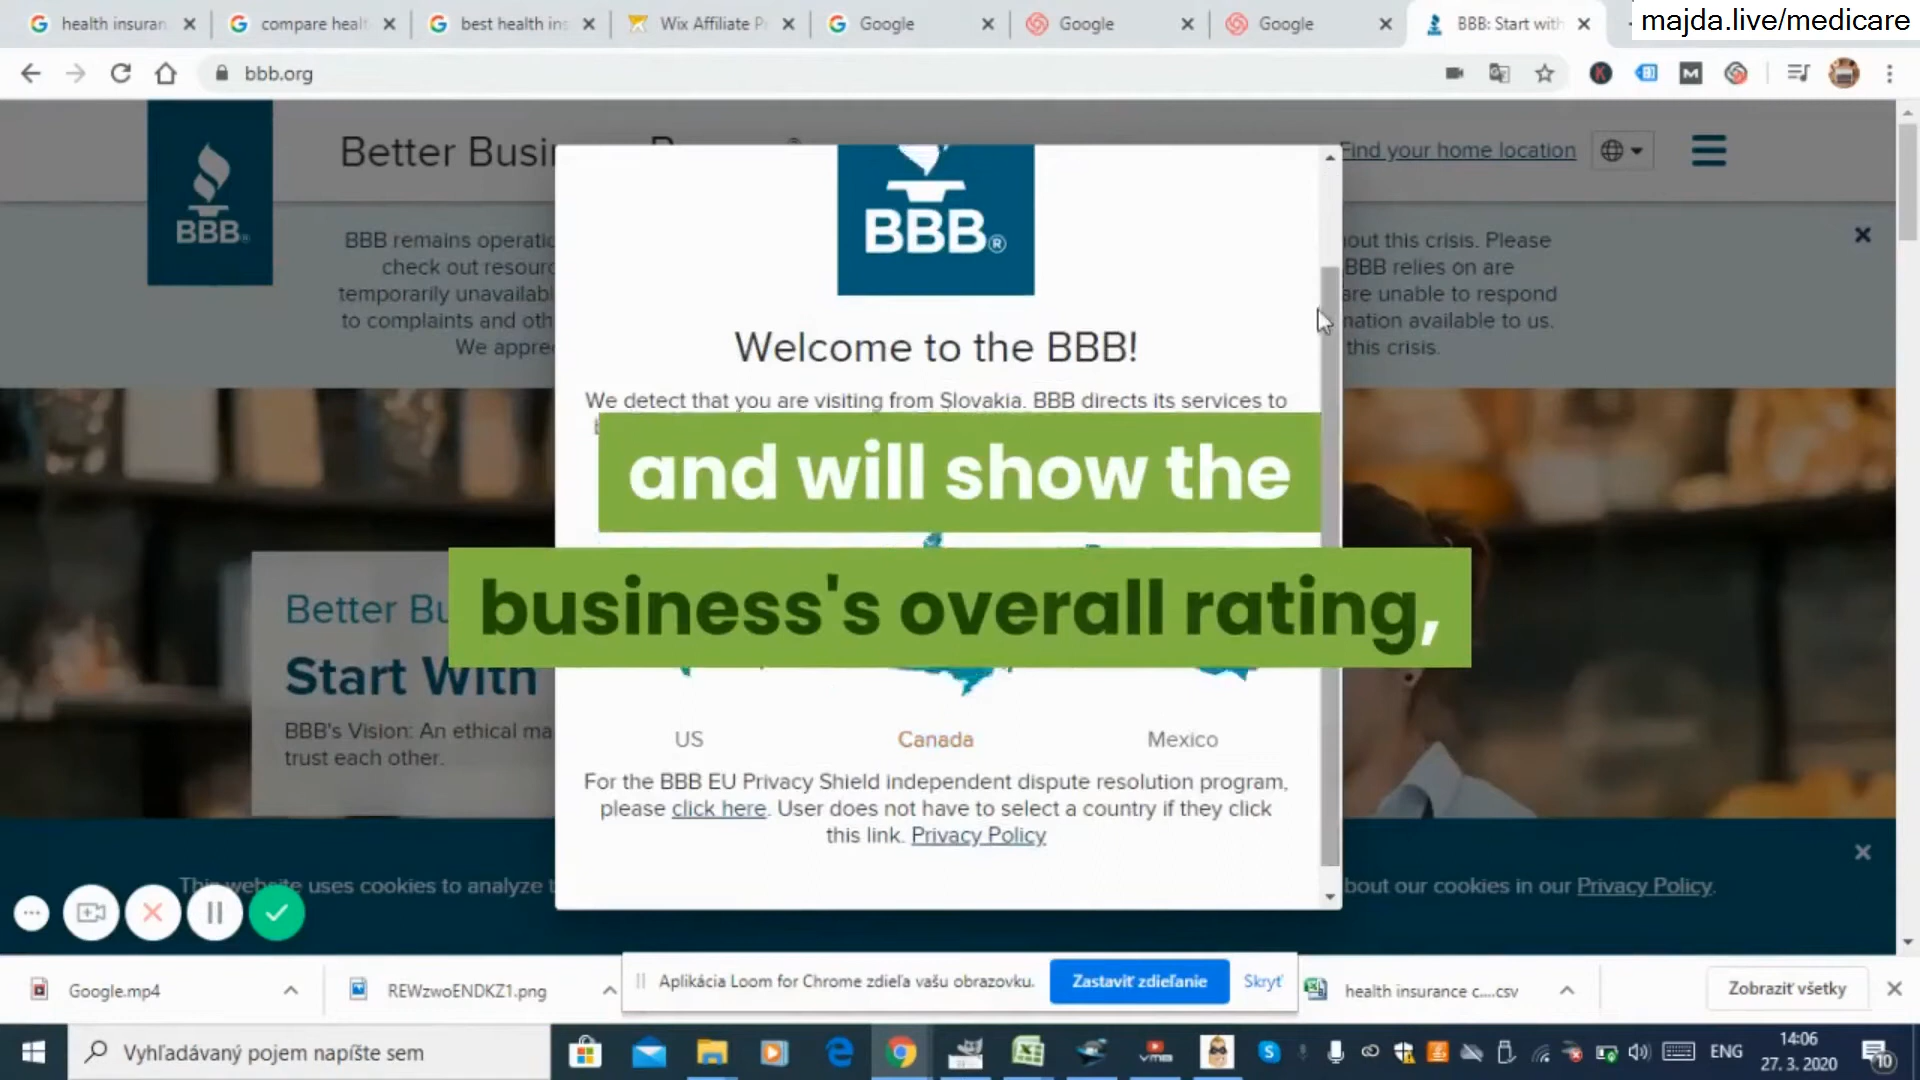 health insuran
compare healt
best health ins
Wix Affiliate P
Google
Google
Google
BBB: Start with
majda.live/medicare
bbb.org
Better Busi
Find your home location
BBB®
BBB remains operati
check out resour
temporarily unavailab
to complaints and oth
We appre
out this crisis. Please
BBB relies on are
are unable to respond
mation available to us.
this crisis.
BBB®
Welcome to the BBB!
We detect that you are visiting from Slovakia. BBB directs its services to
and will show the
business's overall rating,
Better Bu
Start With
BBB's Vision: An ethical ma
trust each other.
US
Canada
Mexico
For the BBB EU Privacy Shield independent dispute resolution program,
please click here. User does not have to select a country if they click
this link. Privacy Policy
This website uses cookies to analyze t
bout our cookies in our Privacy Policy.
Google.mp4
REWzwoENDKZ1.png
Aplikácia Loom for Chrome zdieľa vašu obrazovku.
Zastaviť zdieľanie
Skryť
health insurance c....csv
Zobraziť všetky
Vyhľadávaný pojem napíšte sem
ENG
14:06
27. 3. 2020
10